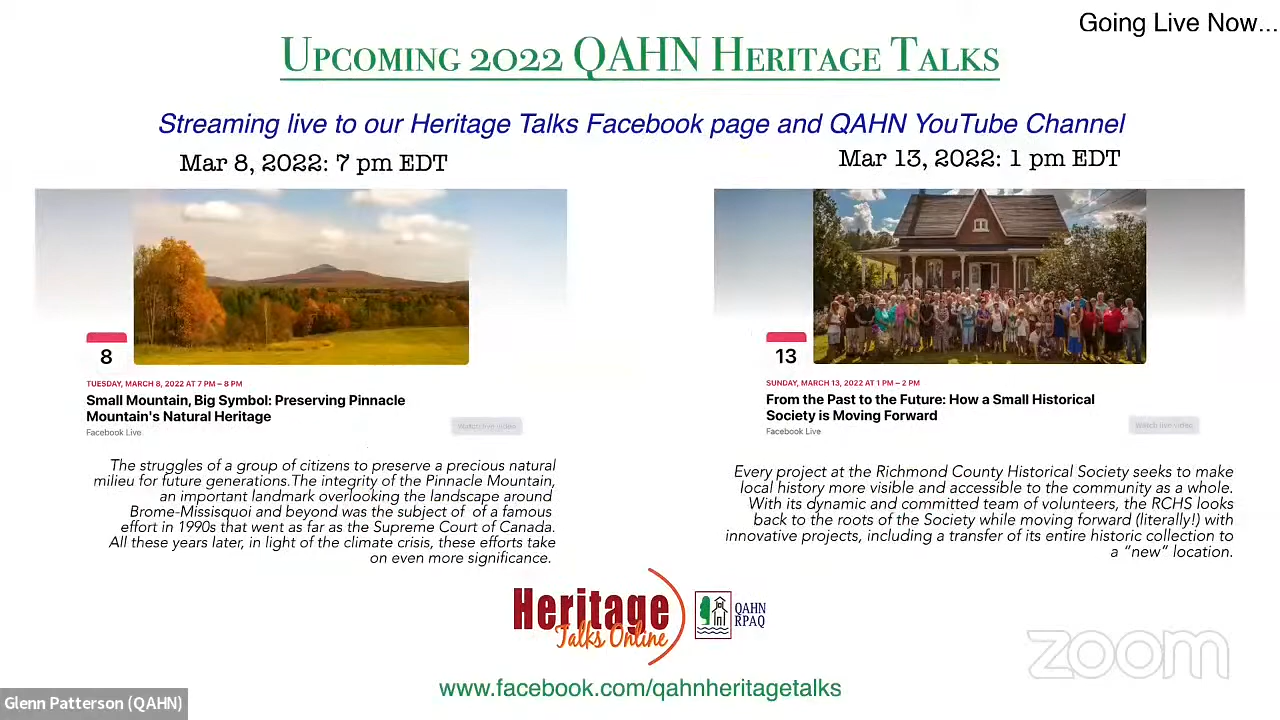 Going Live Now...
UPCOMING 2022 QAHN HERITAGE TALKS
Streaming live to our Heritage Talks Facebook page and QAHN YouTube Channel
Mar 8, 2022: 7 pm EDT
8
TUESDAY, MARCH 8, 2022 AT 7 PM – 8 PM
Small Mountain, Big Symbol: Preserving Pinnacle
Mountain's Natural Heritage
Facebook Live
Watch live video
The struggles of a group of citizens to preserve a precious natural
milieu for future generations.The integrity of the Pinnacle Mountain,
an important landmark overlooking the landscape around
Brome-Missisquoi and beyond was the subject of of a famous
effort in 1990s that went as far as the Supreme Court of Canada.
All these years later, in light of the climate crisis, these efforts take
on even more significance.
Mar 13, 2022: 1 pm EDT
13
SUNDAY, MARCH 13, 2022 AT 1 PM – 2 PM
From the Past to the Future: How a Small Historical
Society is Moving Forward
Facebook Live
Watch live video
Every project at the Richmond County Historical Society seeks to make
local history more visible and accessible to the community as a whole.
With its dynamic and committed team of volunteers, the RCHS looks
back to the roots of the Society while moving forward (literally!) with
innovative projects, including a transfer of its entire historic collection to
a “new” location.
Heritage
Talks Online
QAHN
RPAQ
zoom
www.facebook.com/qahnheritagetalks
Glenn Patterson (QAHN)